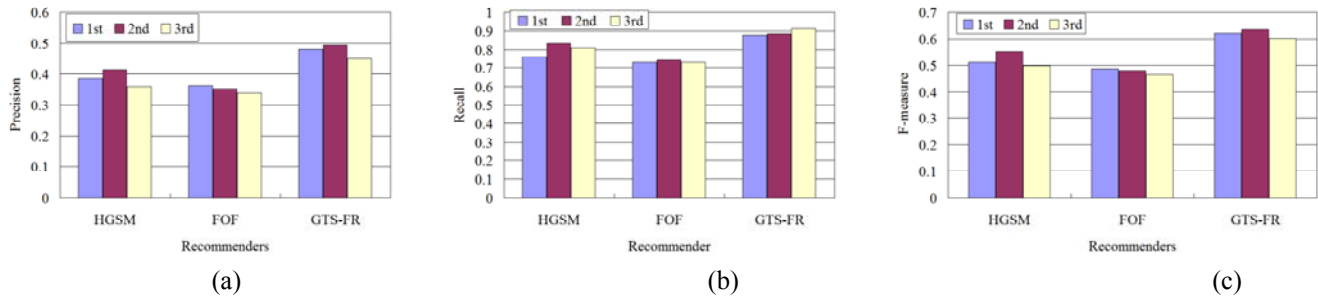 0.6
0.5
0.4
0.3
0.2
0.1
0
Precision
1st 2nd 3rd
HGSM FOF GTS-FR
Recommenders
(a)
1
0.9
0.8
0.7
0.6
0.5
0.4
0.3
0.2
0.1
0
Recall
1st 2nd 3rd
HGSM FOF GTS-FR
Recommender
(b)
0.7
0.6
0.5
0.4
0.3
0.2
0.1
0
F-measure
1st 2nd 3rd
HGSM FOF GTS-FR
Recommenders
(c)